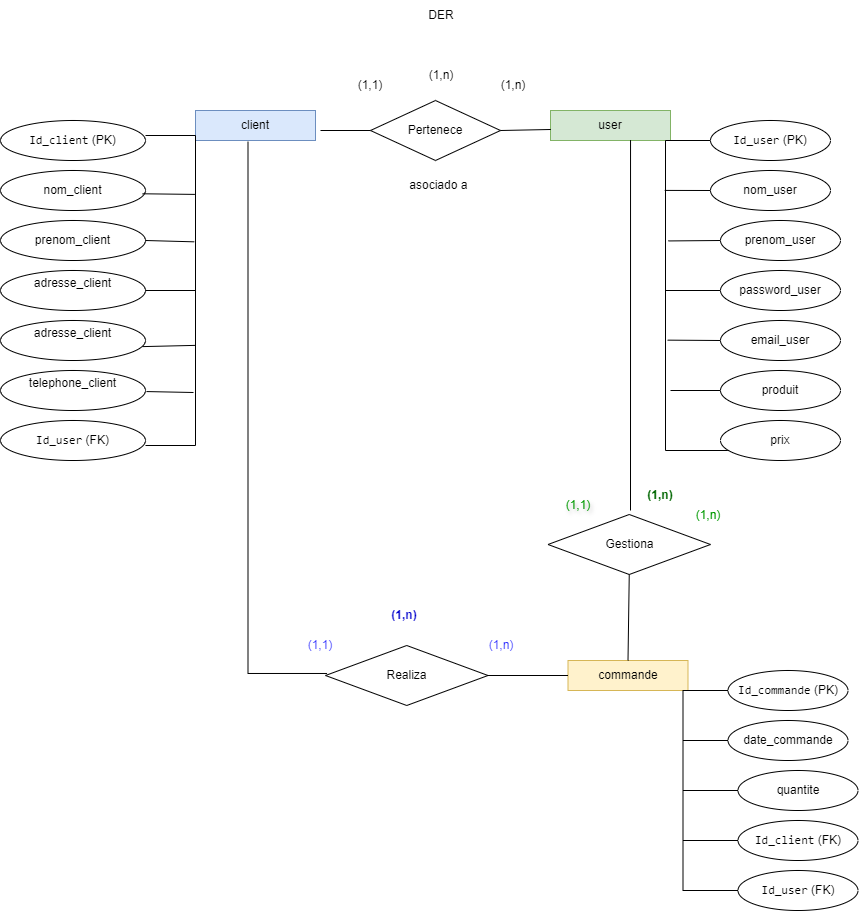 DER
(1,1)
(1,n)
(1,n)
client
Pertenece
user
asociado a
Id_client (PK)
nom_client
prenom_client
adresse_client
adresse_client
telephone_client
Id_user (FK)
Id_user (PK)
nom_user
prenom_user
password_user
email_user
produit
prix
(1,1)
(1,n)
(1,n)
Gestiona
(1,1)
(1,n)
(1,n)
Realiza
commande
Id_commande (PK)
date_commande
quantite
Id_client (FK)
Id_user (FK)